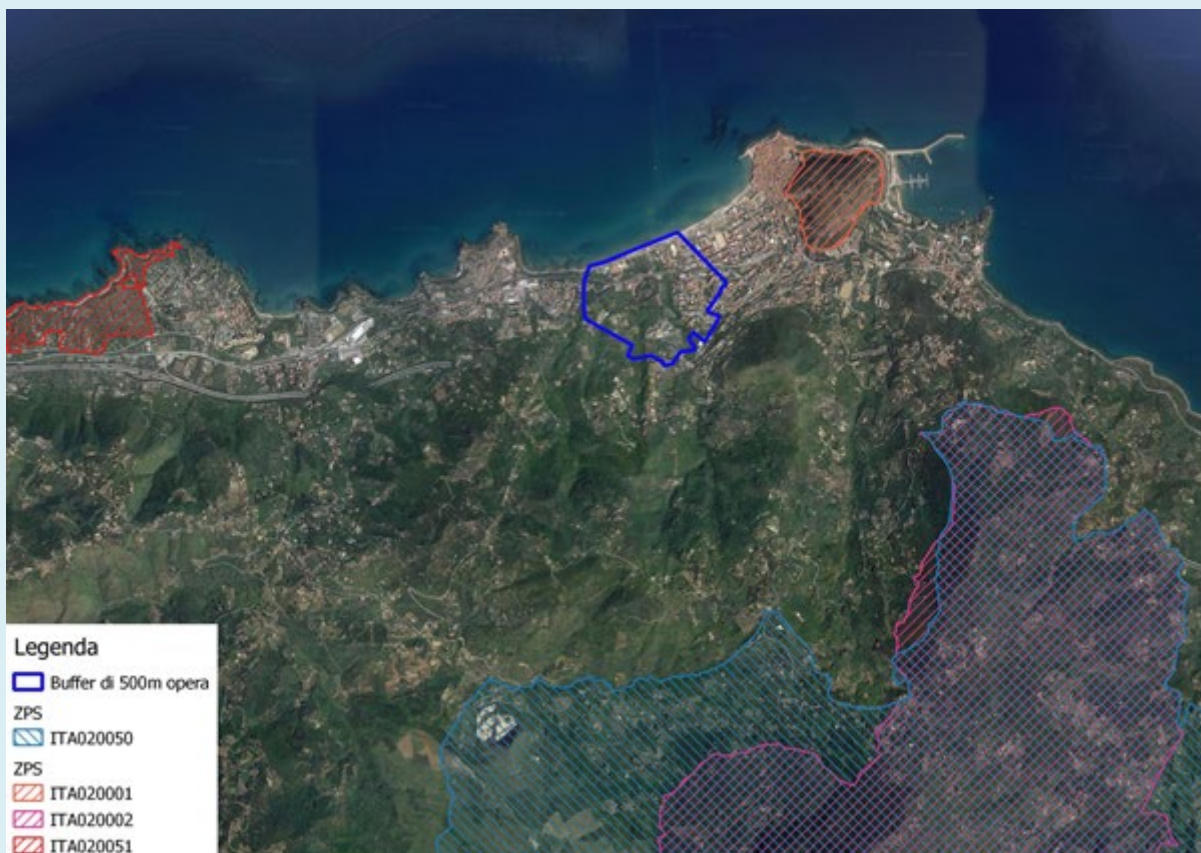 Legenda
Buffer di 500m opera
ZPS
ITA020050
ZPS
ITA020001
ITA020002
ITA020051